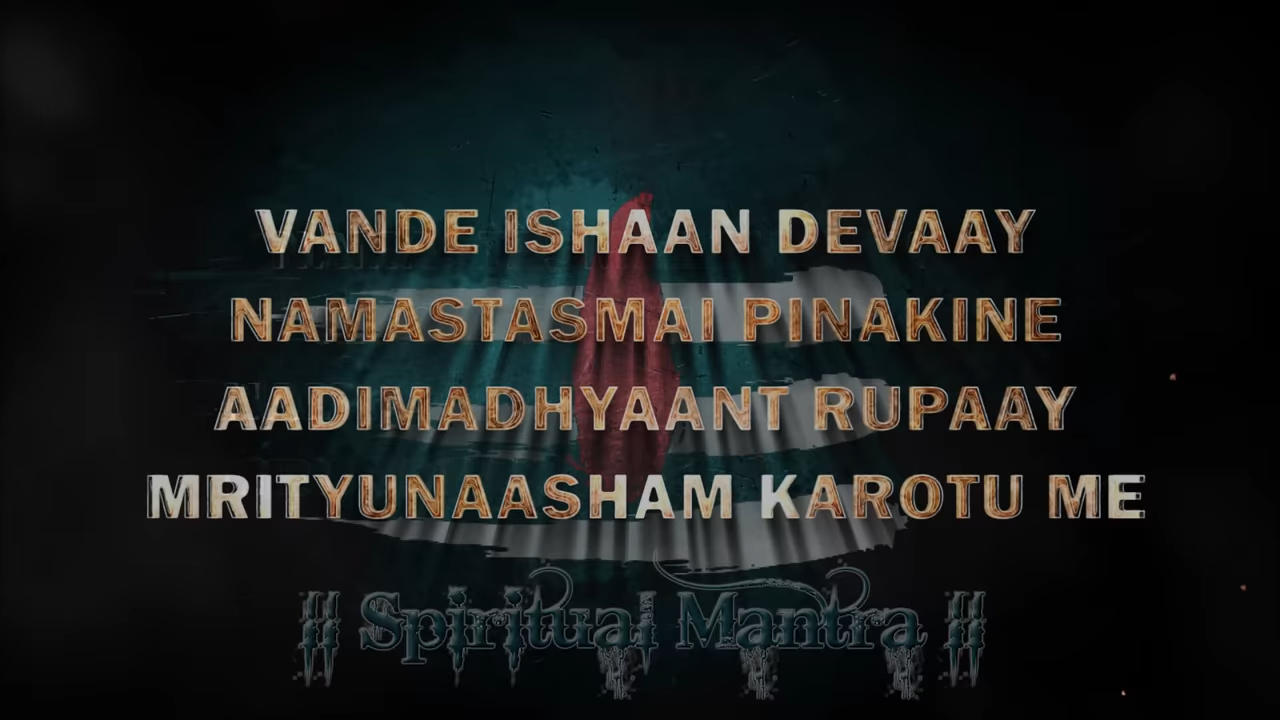 VANDE ISHAAN DEVAAY
NAMASTASMAI PINAKINE
AADIMADHYAANT RUPAAY
MRITYUNAASHAM KAROTU ME
|| Spiritual Mantra ||